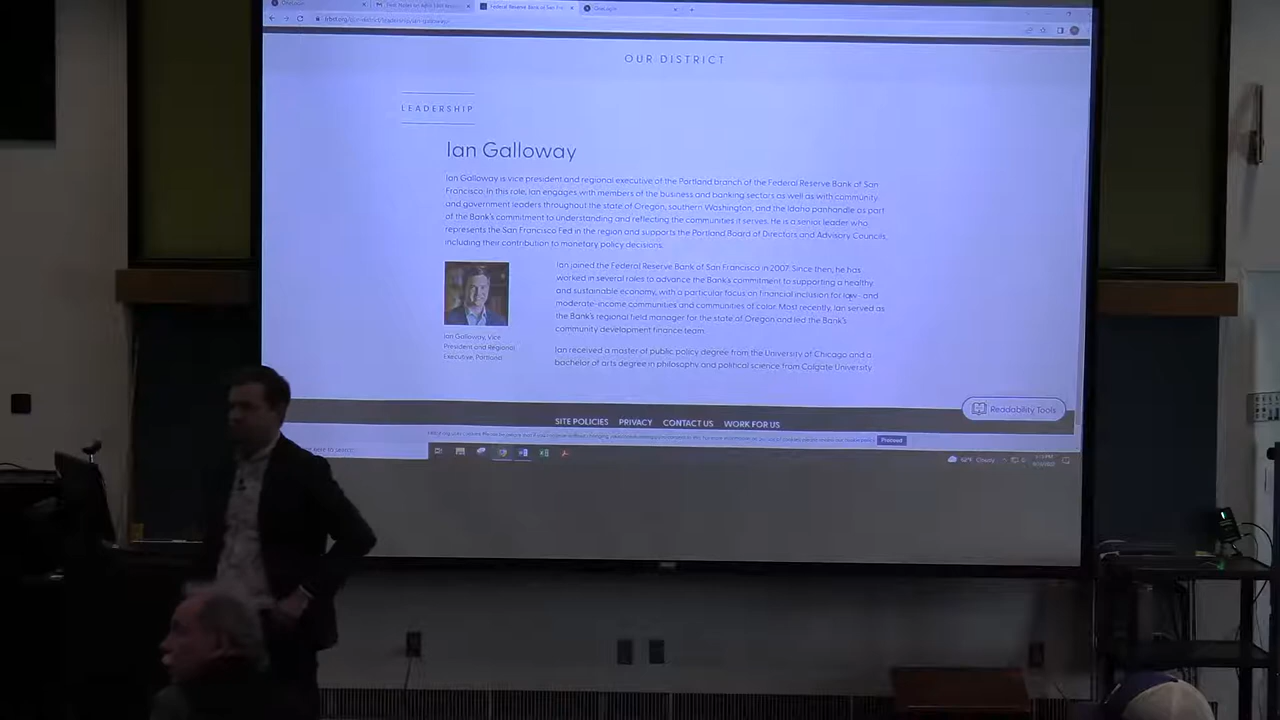 OUR DISTRICT
LEADERSHIP
Ian Galloway
Ian Galloway is vice president and regional executive of the Portland branch of the Federal Reserve Bank of San
Francisco. In this role, Ian engages with members of the business and banking sectors as well as with community
and government leaders throughout the state of Oregon, southern Washington, and the Idaho panhandle as part
of the Bank's commitment to understanding and reflecting the communities it serves. He is a senior leader who
represents the San Francisco Fed in the region and supports the Portland Board of Directors and Advisory Councils,
including their contribution to monetary policy decisions.
Ian joined the Federal Reserve Bank of San Francisco in 2007. Since then, he has
worked in several roles to advance the Bank's commitment to supporting a healthy
and sustainable economy, with a particular focus on financial inclusion for low- and
moderate-income communities and communities of color. Most recently, Ian served as
the Bank's regional field manager for the state of Oregon and led the Bank's
community development finance team.
Ian Galloway, Vice
President and Regional
Executive, Portland
Ian received a master of public policy degree from the University of Chicago and a
bachelor of arts degree in philosophy and political science from Colgate University.
Readability Tools
SITE POLICIES PRIVACY CONTACT US WORK FOR US
Proceed
Cloudy